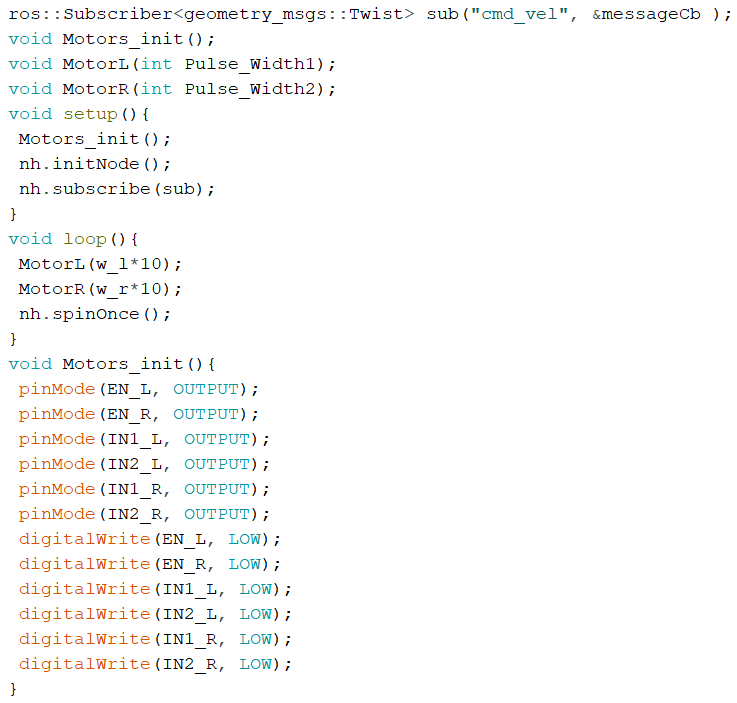 ros::Subscriber<geometry_msgs::Twist> sub("cmd_vel", &messageCb );
void Motors_init();
void MotorL(int Pulse_Width1);
void MotorR(int Pulse_Width2);
void setup(){
 Motors_init();
 nh.initNode();
 nh.subscribe(sub);
}
void loop(){
 MotorL(w_l*10);
 MotorR(w_r*10);
 nh.spinOnce();
}
void Motors_init(){
 pinMode(EN_L, OUTPUT);
 pinMode(EN_R, OUTPUT);
 pinMode(IN1_L, OUTPUT);
 pinMode(IN2_L, OUTPUT);
 pinMode(IN1_R, OUTPUT);
 pinMode(IN2_R, OUTPUT);
 digitalWrite(EN_L, LOW);
 digitalWrite(EN_R, LOW);
 digitalWrite(IN1_L, LOW);
 digitalWrite(IN2_L, LOW);
 digitalWrite(IN1_R, LOW);
 digitalWrite(IN2_R, LOW);
}